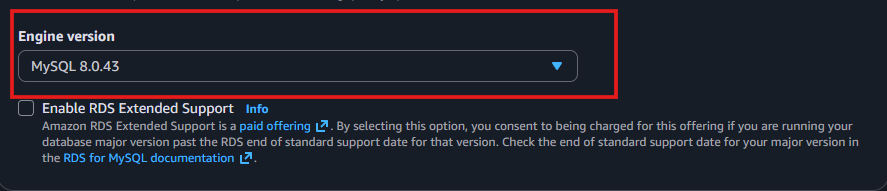 Engine version
MySQL 8.0.43
Enable RDS Extended Support Info
Amazon RDS Extended Support is a paid offering. By selecting this option, you consent to being charged for this offering if you are running your
database major version past the RDS end of standard support date for that version. Check the end of standard support date for your major version in
the RDS for MySQL documentation.